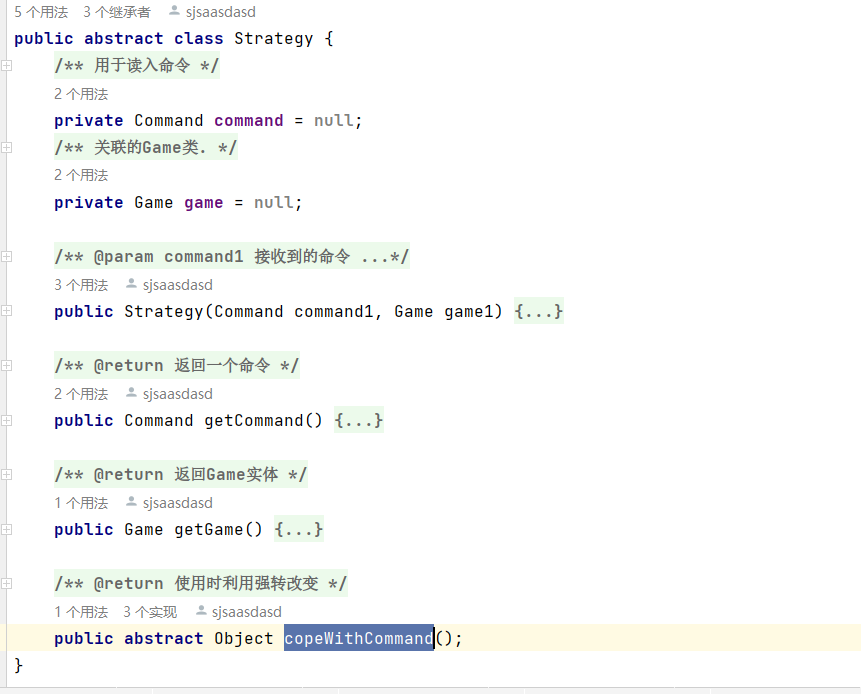 5 个用法 3 个继承者 sjsaasdasd
public abstract class Strategy {
/** 用于读入命令 */
2 个用法
private Command command = null;
/** 关联的Game类. */
2 个用法
private Game game = null;
/** @param command1 接收到的命令 ...*/
3 个用法 sjsaasdasd
public Strategy(Command command1, Game game1) {...}
/** @return 返回一个命令 */
2 个用法 sjsaasdasd
public Command getCommand() {...}
/** @return 返回Game实体 */
1 个用法 sjsaasdasd
public Game getGame() {...}
/** @return 使用时利用强转改变 */
1 个用法 3 个实现 sjsaasdasd
public abstract Object copeWithCommand();
}